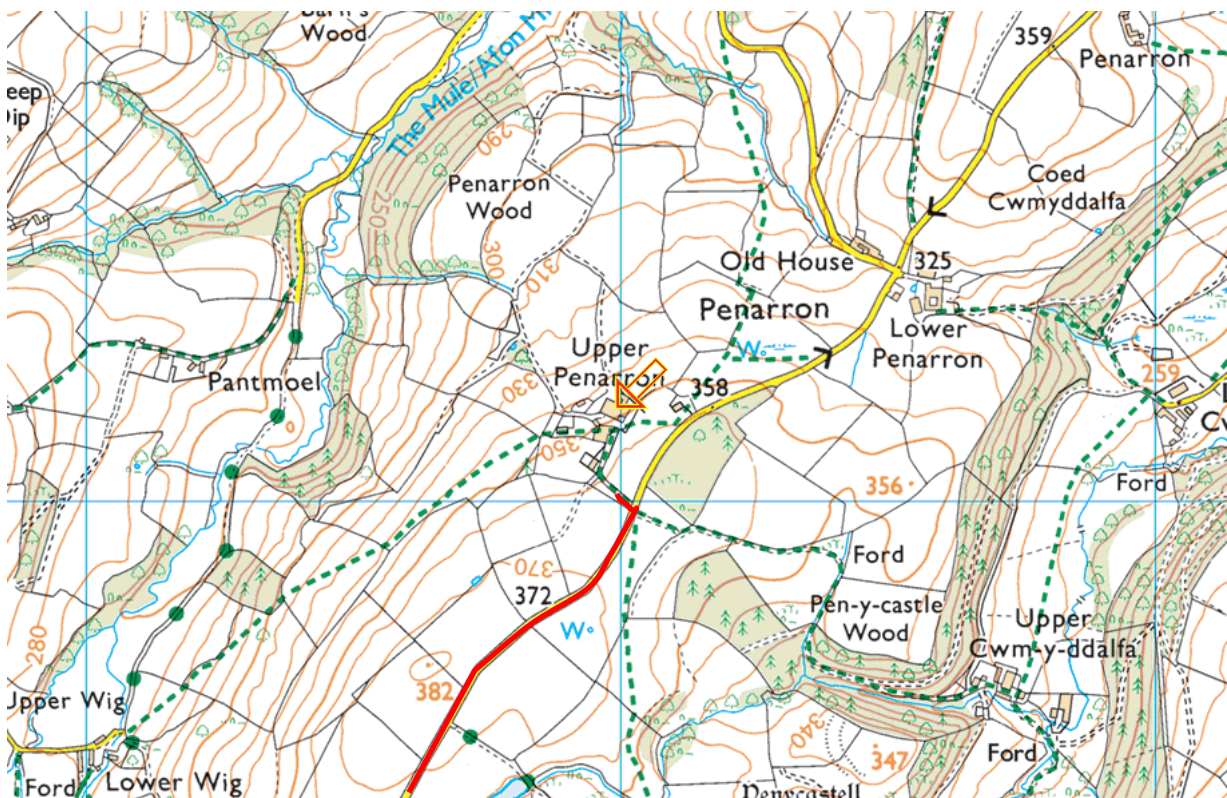 Wood
359
Penarron
eep
The Mule/Afon
290
Penarron
Wood
250
300
310
Coed
Cwmyddalfa
Old House
325
Penarron
Lower
Penarron
W
Upper
Penarron
Pantmoel
330
358
259
350
356
Ford
370
372
Ford
Pen-y-castle
Wood
W
Upper
Cwm-y-ddalfa
280
382
Upper Wig
340
347
Ford
Ford
Lower Wig